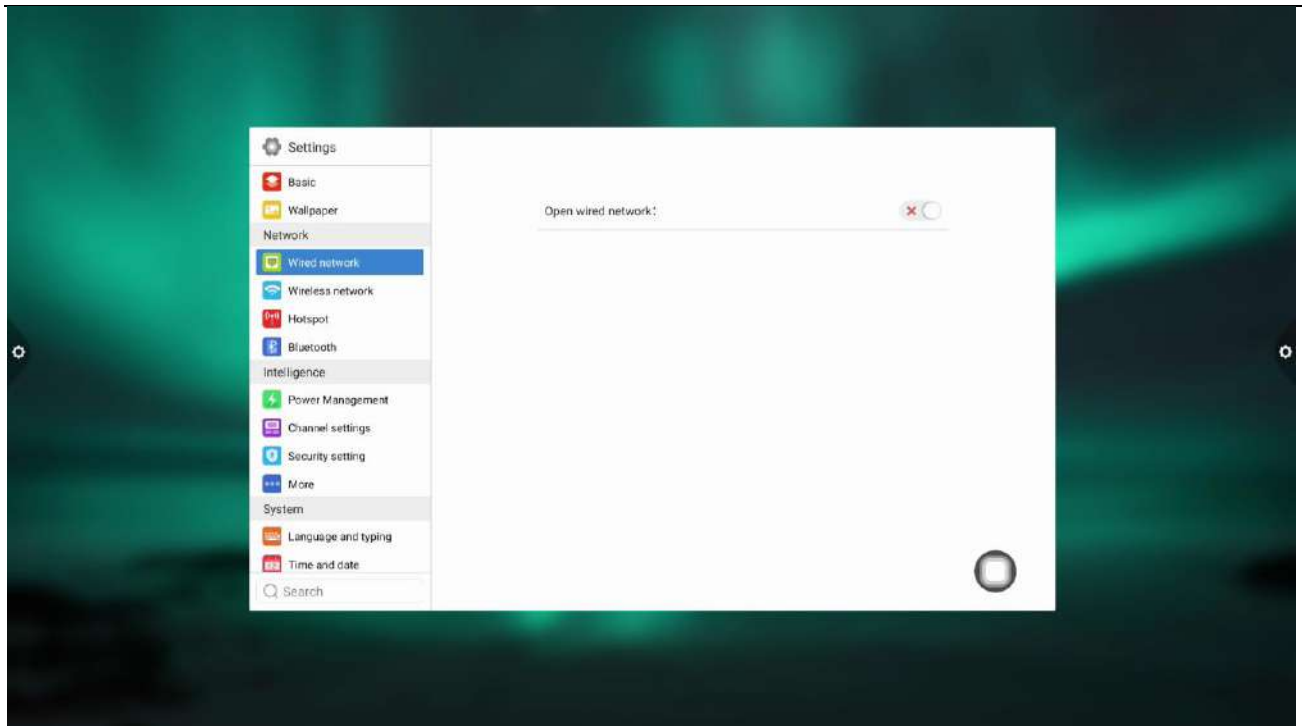 Settings
Basic
Wallpaper
Network
Wired network
Wireless network
Hotspot
Bluetooth
Intelligence
Power Management
Channel settings
Security setting
More
System
Language and typing
Time and date
Search
Open wired network: